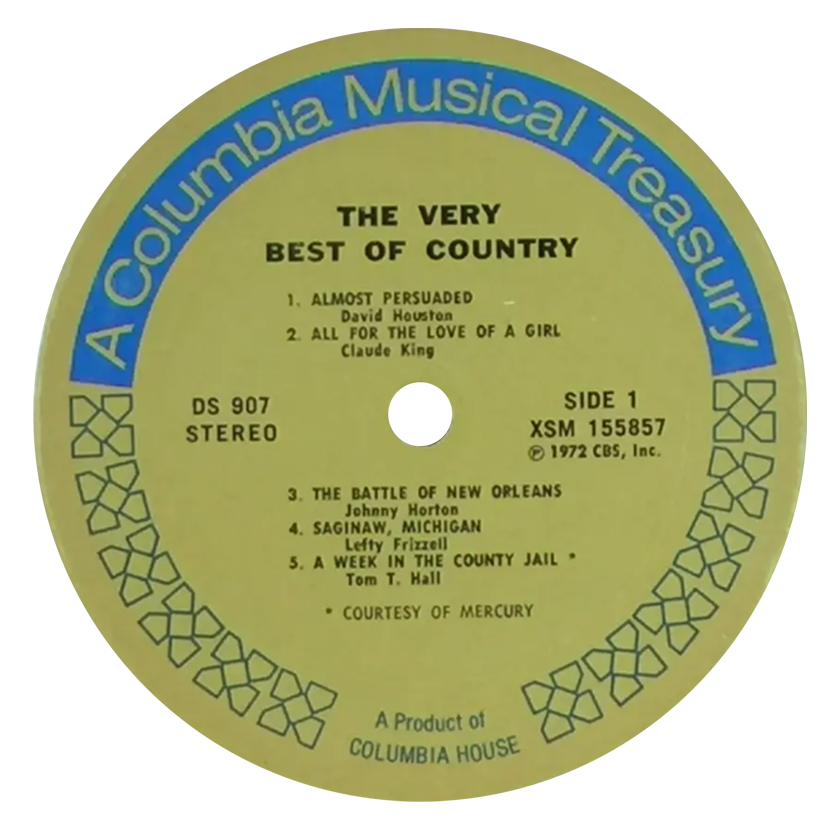 A Columbia Musical Treasury
THE VERY
BEST OF COUNTRY
1. ALMOST PERSUADED
David Houston
2. ALL FOR THE LOVE OF A GIRL
Claude King
DS 907
STEREO
SIDE 1
XSM 155857
℗ 1972 CBS, Inc.
3. THE BATTLE OF NEW ORLEANS
Johnny Horton
4. SAGINAW, MICHIGAN
Lefty Frizzell
5. A WEEK IN THE COUNTY JAIL *
Tom T. Hall
* COURTESY OF MERCURY
A Product of
COLUMBIA HOUSE